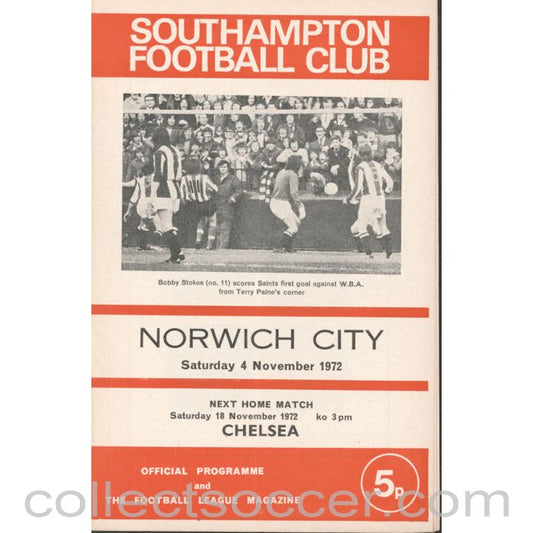 SOUTHAMPTON
FOOTBALL CLUB
Bobby Stokes (no. 11) scores Saints first goal against W.B.A.
from Terry Paine's corner
NORWICH CITY
Saturday 4 November 1972
NEXT HOME MATCH
Saturday 18 November 1972 ko 3 pm
CHELSEA
OFFICIAL PROGRAMME
and
THE FOOTBALL LEAGUE MAGAZINE
5p
collectsoccer.com